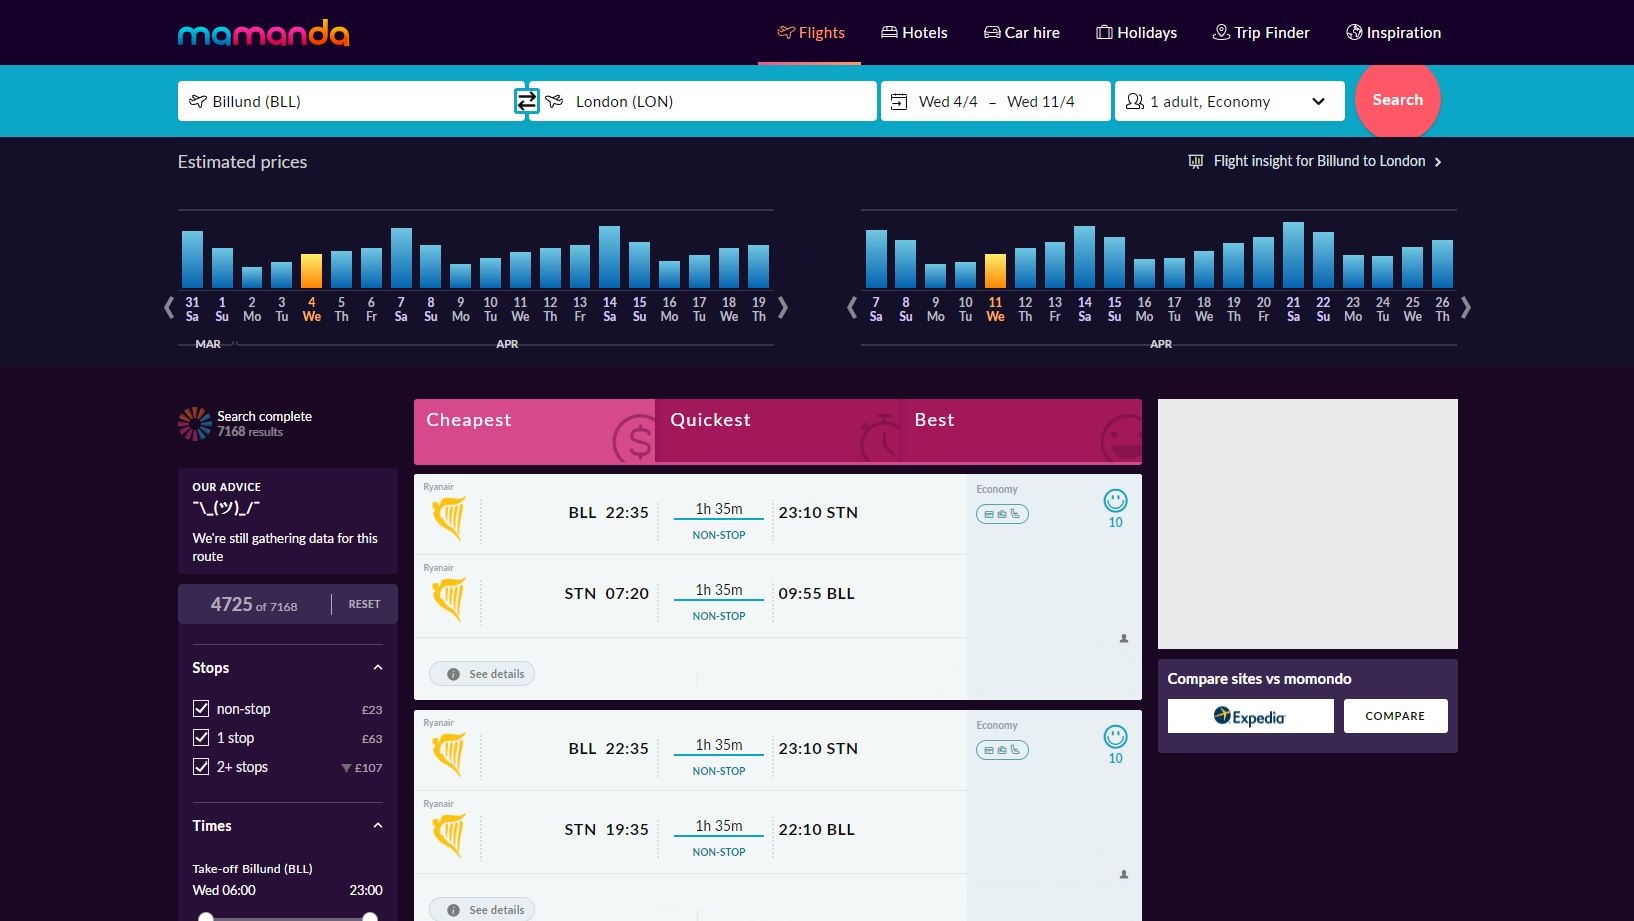 mamanda
Flights
Hotels
Car hire
Holidays
Trip Finder
Inspiration
Billund (BLL)
London (LON)
Wed 4/4 – Wed 11/4
1 adult, Economy
Search
Estimated prices
Flight insight for Billund to London
31 1 2 3 4 5 6 7 8 9 10 11 12 13 14 15 16 17 18 19
Sa Su Mo Tu We Th Fr Sa Su Mo Tu We Th Fr Sa Su Mo Tu We Th
MAR APR
7 8 9 10 11 12 13 14 15 16 17 18 19 20 21 22 23 24 25 26
Sa Su Mo Tu We Th Fr Sa Su Mo Tu We Th Fr Sa Su Mo Tu We Th
APR
Search complete
7168 results
OUR ADVICE
¯\_(ツ)_/¯
We're still gathering data for this
route
4725 of 7168
RESET
Stops
non-stop £23
1 stop £63
2+ stops £107
Times
Take-off Billund (BLL)
Wed 06:00 23:00
Cheapest
Quickest
Best
Ryanair
BLL 22:35
1h 35m
NON-STOP
23:10 STN
Economy
10
Ryanair
STN 07:20
1h 35m
NON-STOP
09:55 BLL
See details
Ryanair
BLL 22:35
1h 35m
NON-STOP
23:10 STN
Economy
10
Ryanair
STN 19:35
1h 35m
NON-STOP
22:10 BLL
See details
Compare sites vs momondo
Expedia
COMPARE